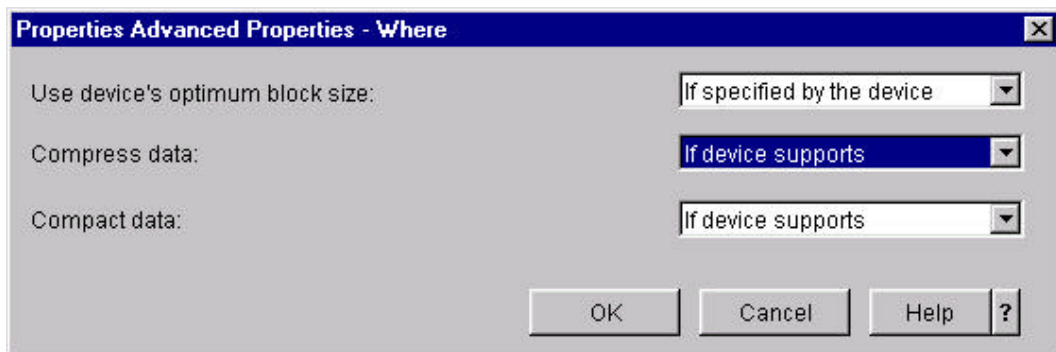 Properties Advanced Properties - Where
Use device's optimum block size: If specified by the device
Compress data: If device supports
Compact data: If device supports
OK Cancel Help ?